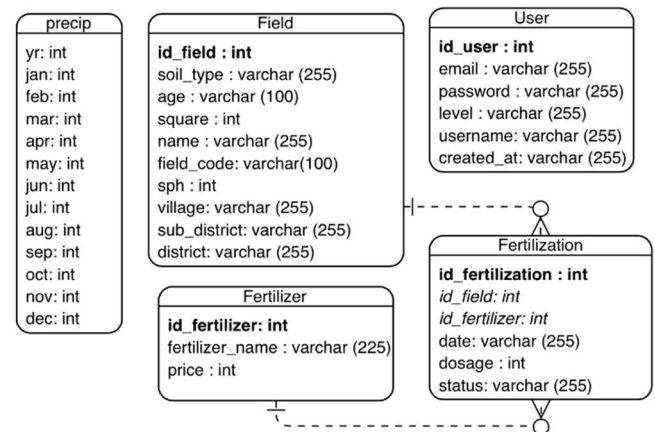 precip
yr: int
jan: int
feb: int
mar: int
apr: int
may: int
jun: int
jul: int
aug: int
sep: int
oct: int
nov: int
dec: int
Field
id_field : int
soil_type : varchar (255)
age : varchar (100)
square : int
name : varchar (255)
field_code: varchar(100)
sph : int
village: varchar (255)
sub_district: varchar (255)
district: varchar (255)
User
id_user : int
email : varchar (255)
password : varchar (255)
level : varchar (255)
username: varchar (255)
created_at: varchar (255)
Fertilizer
id_fertilizer: int
fertilizer_name : varchar (225)
price : int
Fertilization
id_fertilization : int
id_field: int
id_fertilizer: int
date: varchar (255)
dosage : int
status: varchar (255)